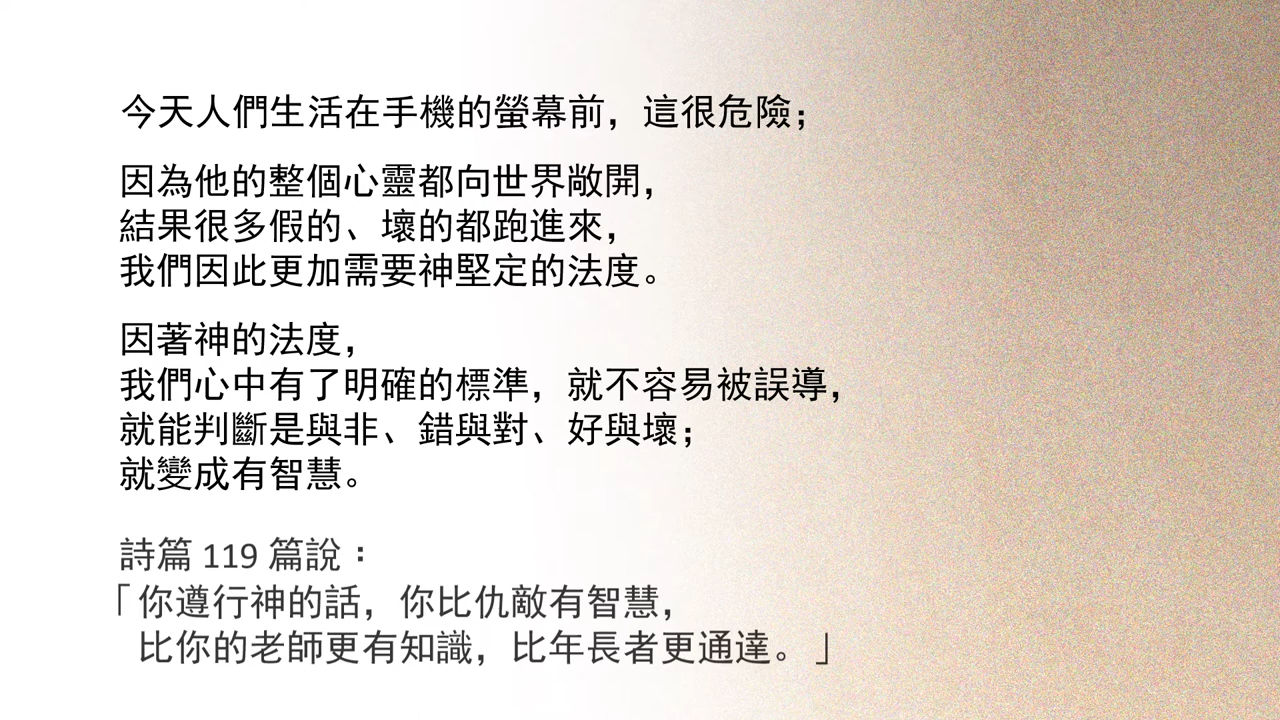 今天人們生活在手機的螢幕前，這很危險；
因為他的整個心靈都向世界敞開，
結果很多假的、壞的都跑進來，
我們因此更加需要神堅定的法度。
因著神的法度，
我們心中有了明確的標準，就不容易被誤導，
就能判斷是與非、錯與對、好與壞；
就變成有智慧。
詩篇 119 篇說：
「你遵行神的話，你比仇敵有智慧，
比你的老師更有知識，比年長者更通達。」